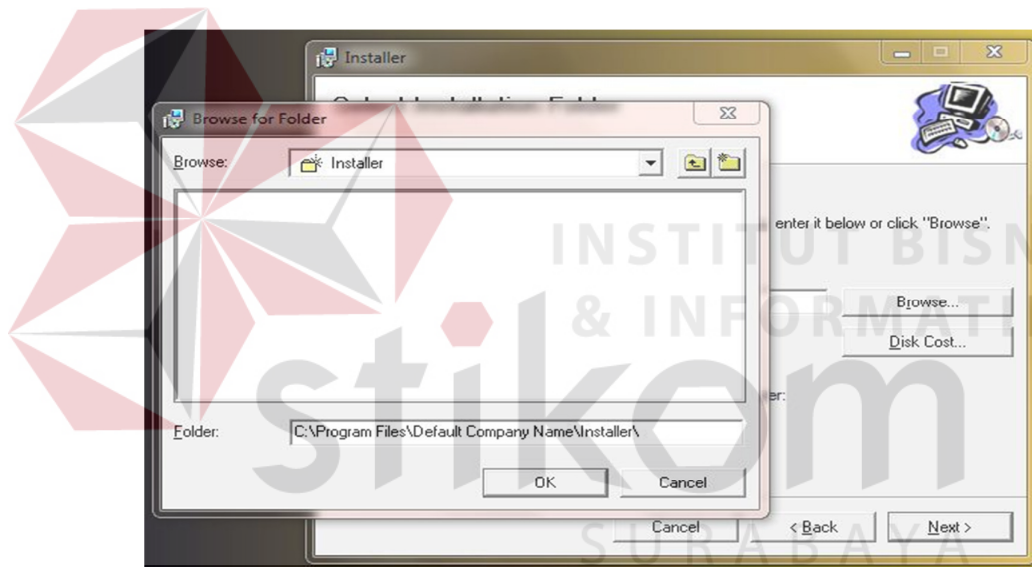 Installer
Browse for Folder
Browse:
Installer
enter it below or click "Browse".
Browse...
Disk Cost...
er:
Folder:
C:\Program Files\Default Company Name\Installer\
OK
Cancel
Cancel
< Back
Next >
INSTITUT BISN
& INFORMATI
stikom
SURABAYA